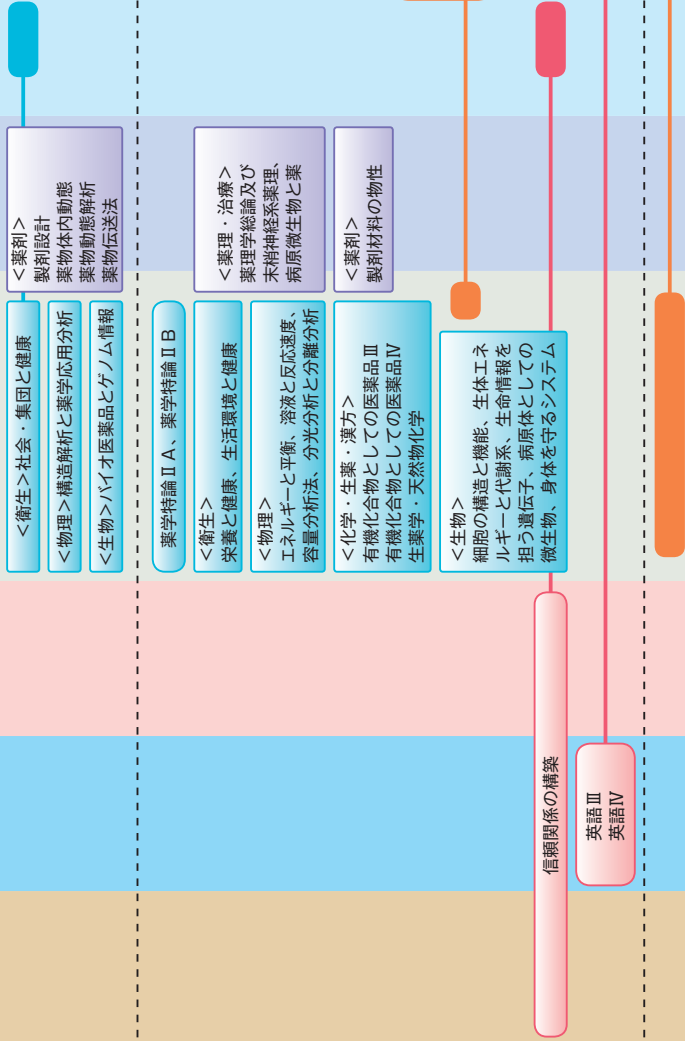 <衛生>社会・集団と健康
<物理>構造解析と薬学応用分析
<生物>バイオ医薬品とゲノム情報
<薬剤>
製剤設計
薬物体内動態
薬物動態解析
薬物伝送法
薬学特論ⅡA、薬学特論ⅡB
<衛生>
栄養と健康、生活環境と健康
<物理>
エネルギーと平衡、溶液と反応速度、
容量分析法、分光分析と分離分析
<薬理・治療>
薬理学総論及び
末梢神経系薬理、
病原微生物と薬
<化学・生薬・漢方>
有機化合物としての医薬品Ⅲ
有機化合物としての医薬品Ⅳ
生薬学・天然物化学
<薬剤>
製剤材料の物性
<生物>
細胞の構造と機能、生体エネ
ルギーと代謝系、生命情報を
担う遺伝子、病原体としての
微生物、身体を守るシステム
信頼関係の構築
英語Ⅲ
英語Ⅳ